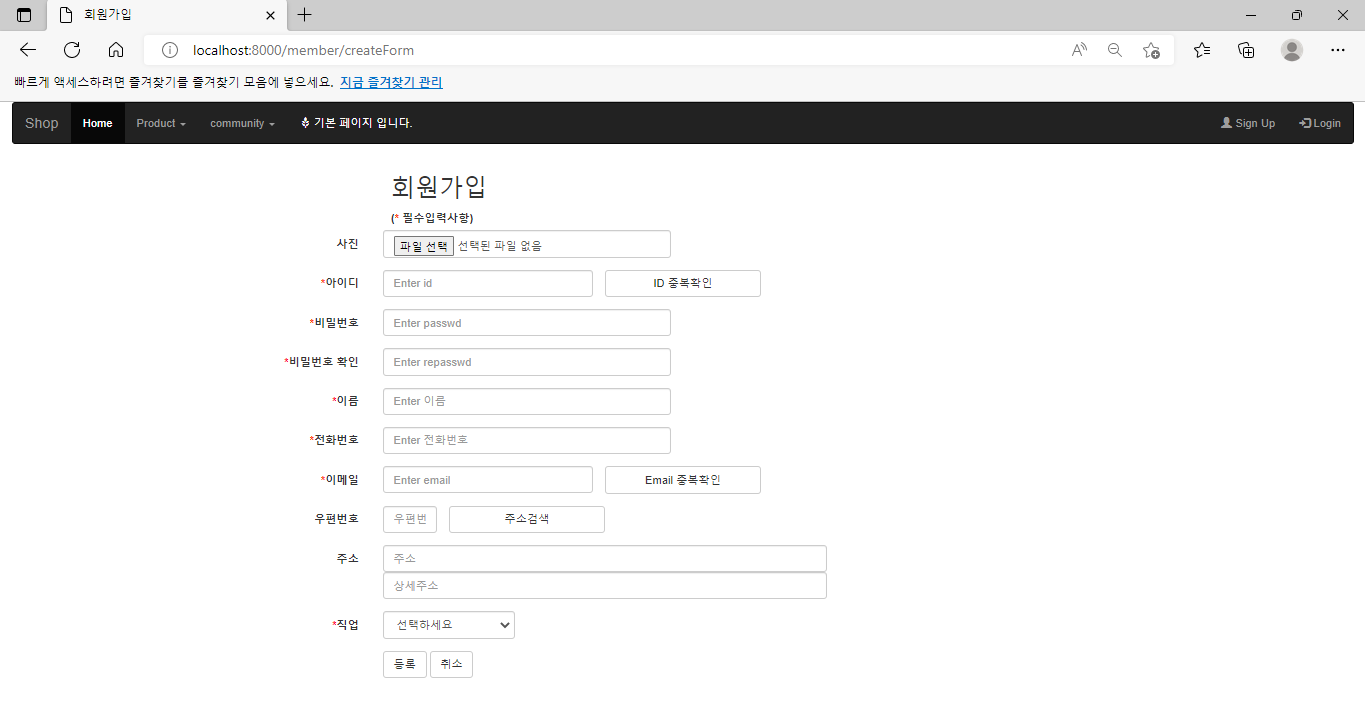 회원가입
localhost:8000/member/createForm
빠르게 액세스하려면 즐겨찾기를 즐겨찾기 모음에 넣으세요. 지금 즐겨찾기 관리
Shop Home Product community 기본 페이지 입니다. Sign Up Login
회원가입
(* 필수입력사항)
사진 파일 선택 선택된 파일 없음
*아이디 Enter id ID 중복확인
*비밀번호 Enter passwd
*비밀번호 확인 Enter repasswd
*이름 Enter 이름
*전화번호 Enter 전화번호
*이메일 Enter email Email 중복확인
우편번호 우편번 주소검색
주소 주소
상세주소
*직업 선택하세요
등록 취소